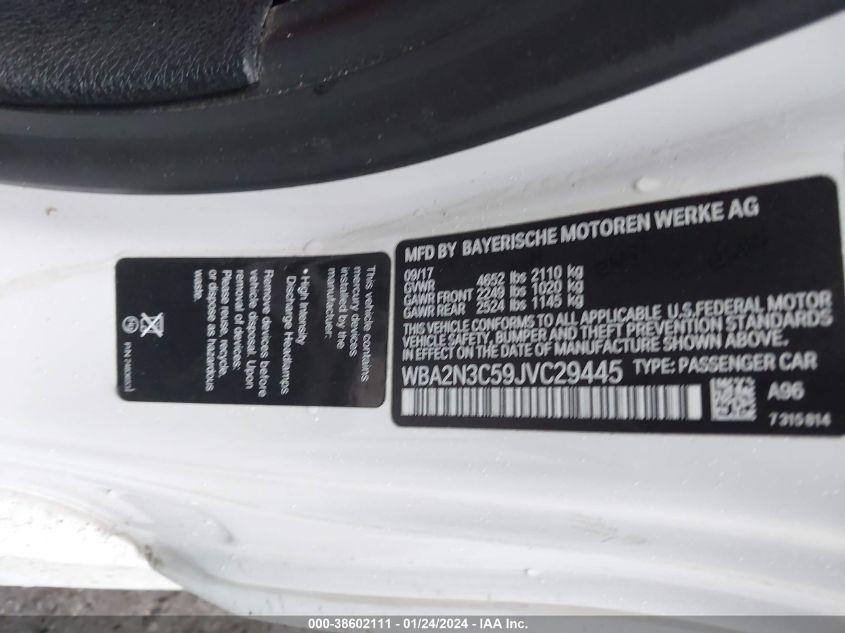 This vehicle contains
mercury devices
installed by the
manufacturer:
• High Intensity
Discharge Headlamps
Remove devices before
vehicle disposal. Upon
removal of devices:
Please reuse, recycle,
or dispose as hazardous
waste.
MFD BY BAYERISCHE MOTOREN WERKE AG
09/17
GVWR 4652 lbs 2110 kg
GAWR FRONT 2249 lbs 1020 kg
GAWR REAR 2524 lbs 1145 kg
THIS VEHICLE CONFORMS TO ALL APPLICABLE U.S.FEDERAL MOTOR
VEHICLE SAFETY, BUMPER AND THEFT PREVENTION STANDARDS
IN EFFECT ON THE DATE OF MANUFACTURE SHOWN ABOVE.
WBA2N3C59JVC29445 TYPE: PASSENGER CAR
A96
7315814
000-38602111 - 01/24/2024 - IAA Inc.